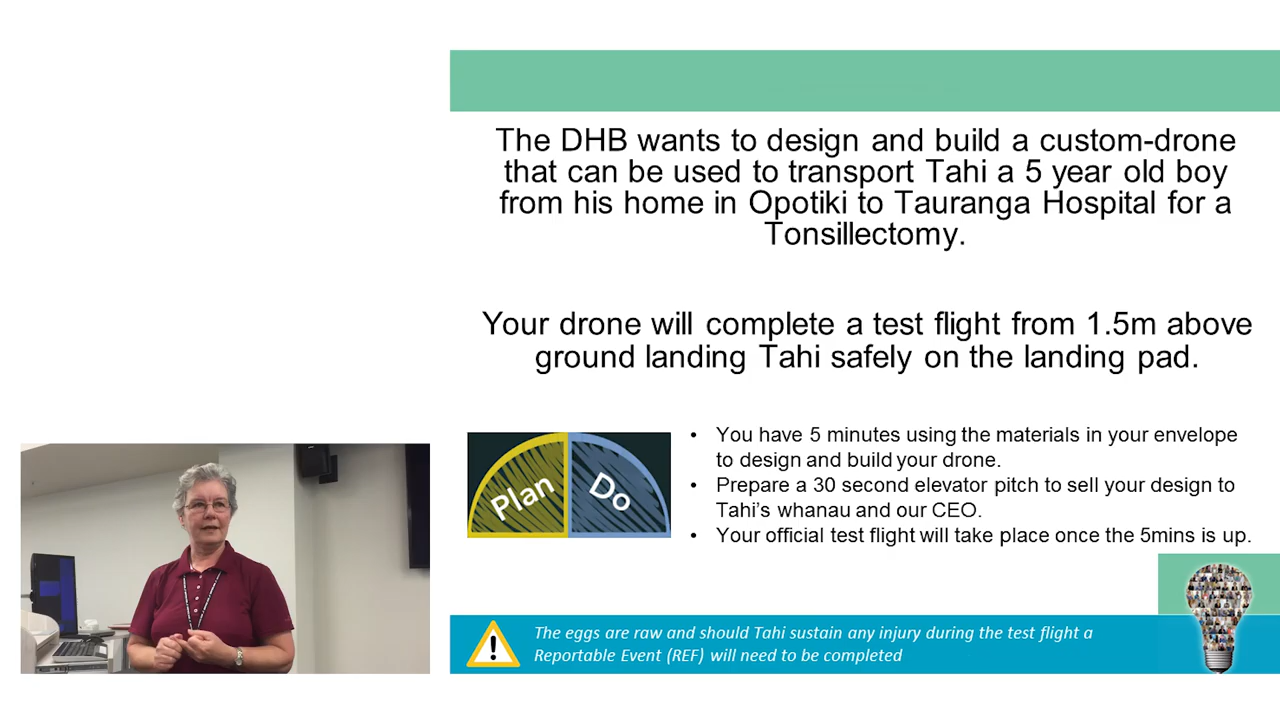 The DHB wants to design and build a custom-drone
that can be used to transport Tahi a 5 year old boy
from his home in Opotiki to Tauranga Hospital for a
Tonsillectomy.
Your drone will complete a test flight from 1.5m above
ground landing Tahi safely on the landing pad.
Plan
Do
• You have 5 minutes using the materials in your envelope
to design and build your drone.
• Prepare a 30 second elevator pitch to sell your design to
Tahi's whanau and our CEO.
• Your official test flight will take place once the 5mins is up.
The eggs are raw and should Tahi sustain any injury during the test flight a
Reportable Event (REF) will need to be completed